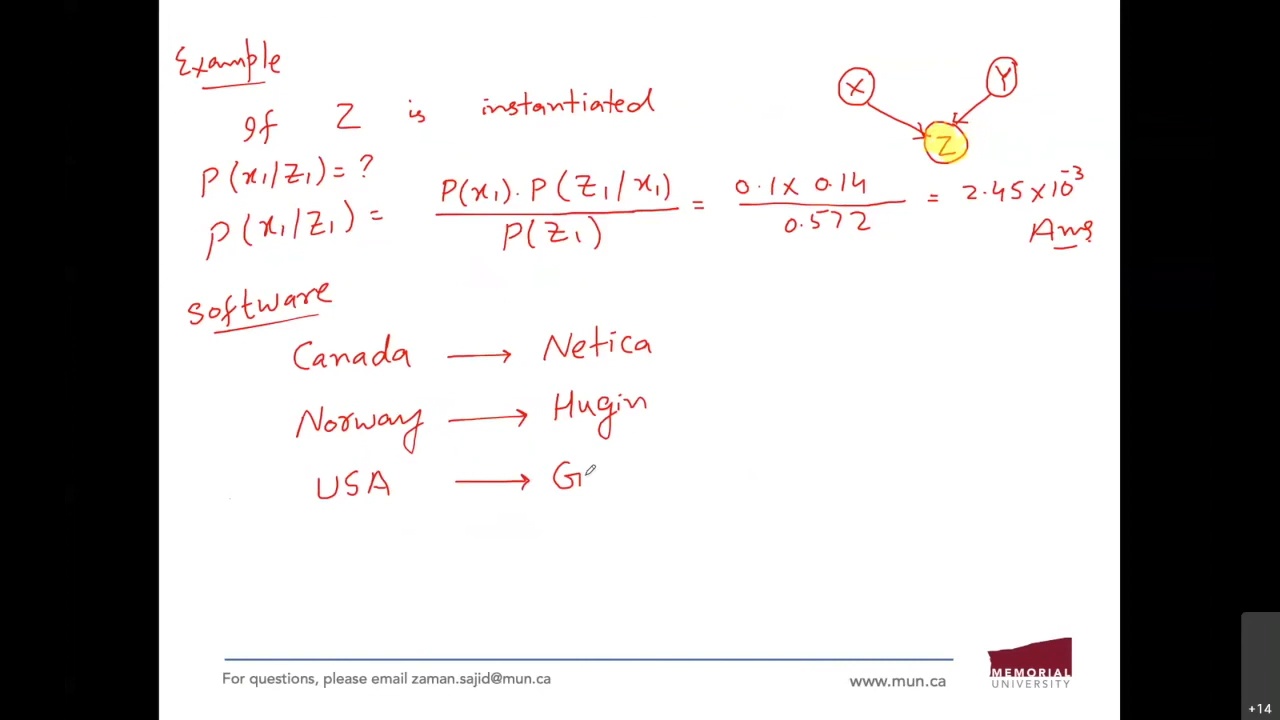 Example
If Z is instantiated
X Y
Z
P(x₁/z₁) = ?
P(x₁/z₁) = P(x₁). P(Z₁/x₁) / P(Z₁) = 0.1 x 0.14 / 0.572 = 2.45 x 10⁻³
Ans
Software
Canada → Netica
Norway → Hugin
USA → G
For questions, please email zaman.sajid@mun.ca
www.mun.ca
MEMORIAL
UNIVERSITY
+14